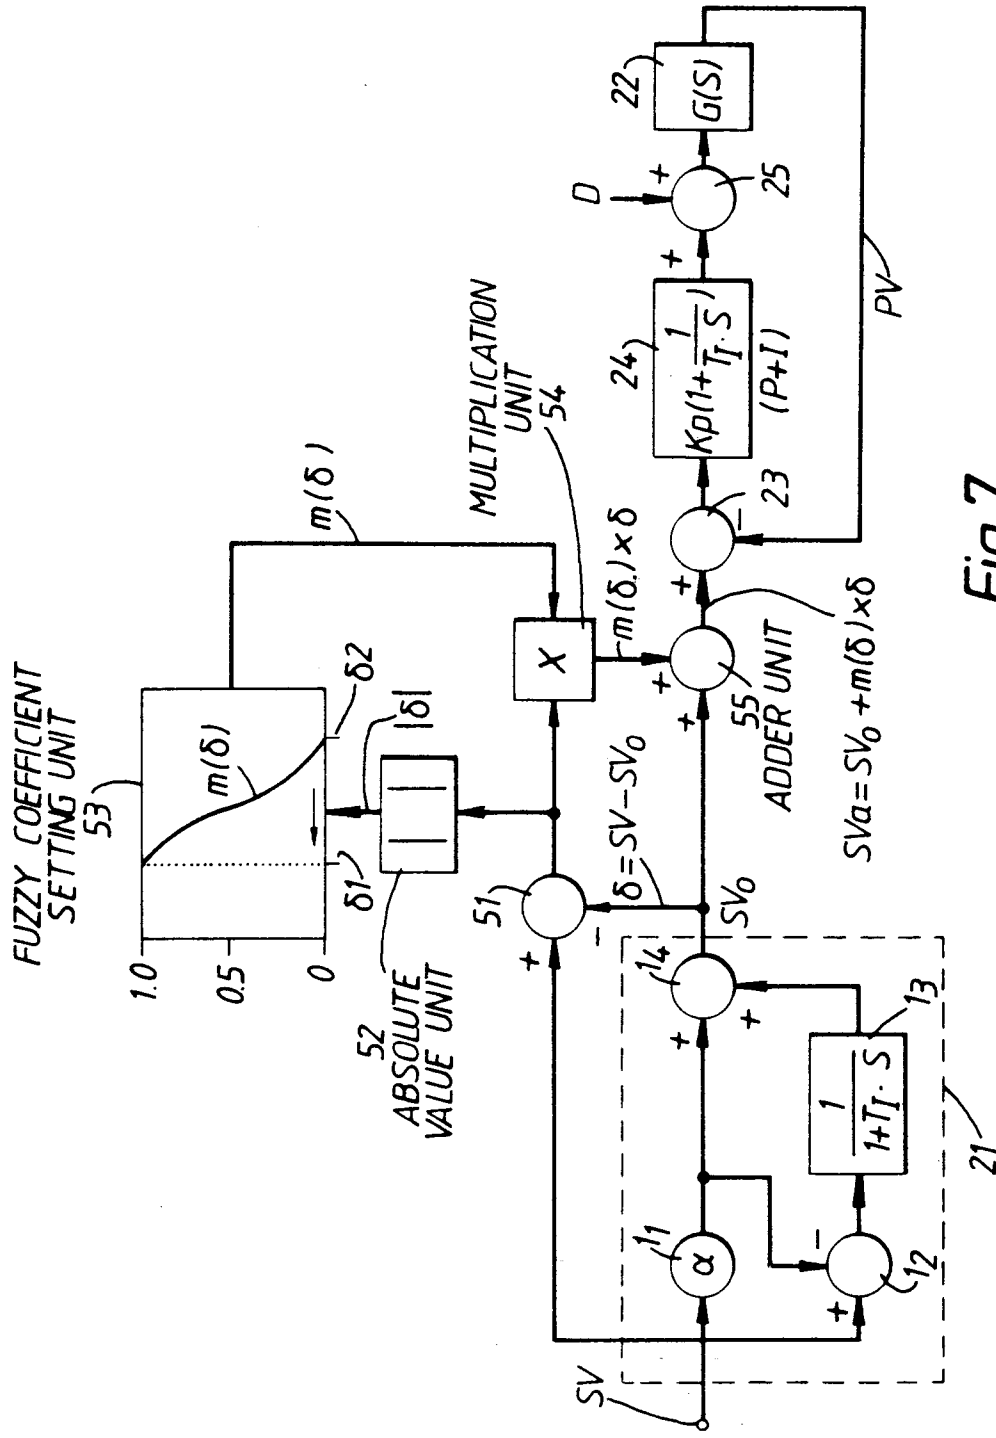 FUZZY COEFFICIENT
SETTING UNIT
53
1.0
0.5
0
m(δ)
δ1
δ2
m(δ)
|δ|
52
ABSOLUTE
VALUE UNIT
MULTIPLICATION
UNIT
54
X
51
+
-
δ=SV-SV₀
m(δ)×δ
SV
α
11
+
-
12
1
1+T_I·S
13
+
+
14
21
SV₀
+
+
55
ADDER UNIT
SVa=SV₀+m(δ)×δ
+
-
23
24
Kp(1+ 1/(T_I·S))
(P+I)
+
D
+
25
22
G(S)
PV
Fig.7